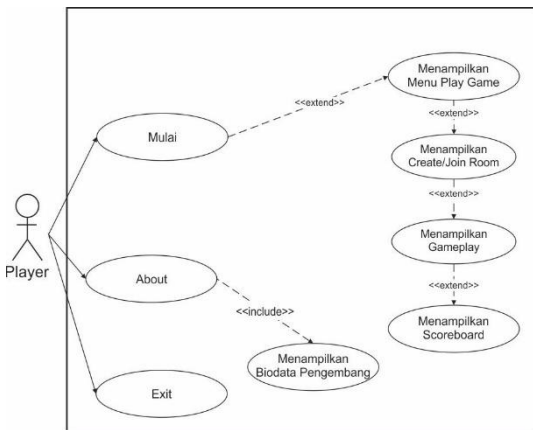 Menampilkan
Menu Play Game
<<extend>>
Mulai
<<extend>>
Menampilkan
Create/Join Room
<<extend>>
Menampilkan
Gameplay
Player
About
<<extend>>
<<include>>
Menampilkan
Scoreboard
Menampilkan
Biodata Pengembang
Exit